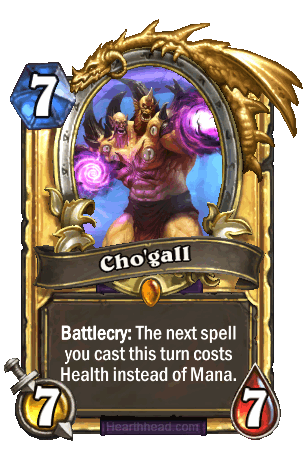 7
Cho'gall
Battlecry: The next spell
you cast this turn costs
Health instead of Mana.
7
7
Hearthhead.com